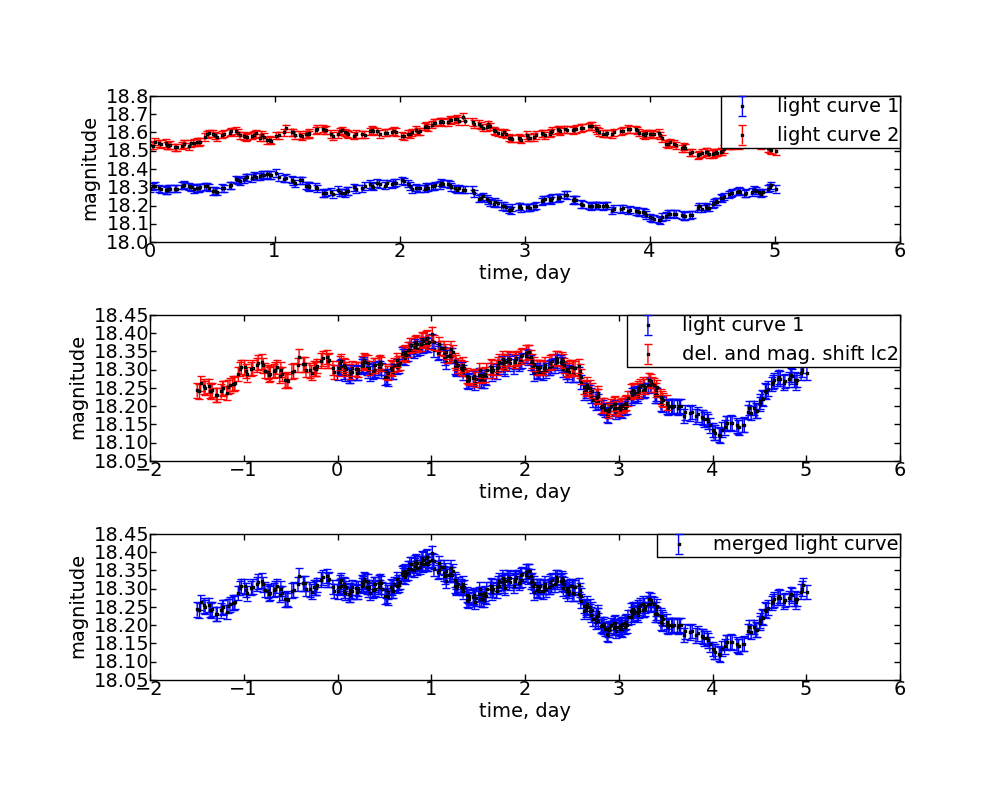 18.8
18.7
18.6
18.5
18.4
18.3
18.2
18.1
18.0
magnitude
light curve 1
light curve 2
0 1 2 3 4 5 6
time, day
18.45
18.40
18.35
18.30
18.25
18.20
18.15
18.10
18.05
magnitude
light curve 1
del. and mag. shift lc2
−2 −1 0 1 2 3 4 5 6
time, day
18.45
18.40
18.35
18.30
18.25
18.20
18.15
18.10
18.05
magnitude
merged light curve
−2 −1 0 1 2 3 4 5 6
time, day